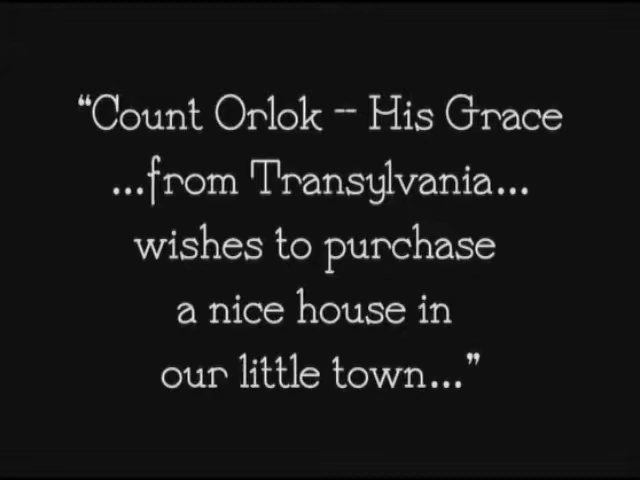 “Count Orlok -- His Grace
...from Transylvania...
wishes to purchase
a nice house in
our little town...”